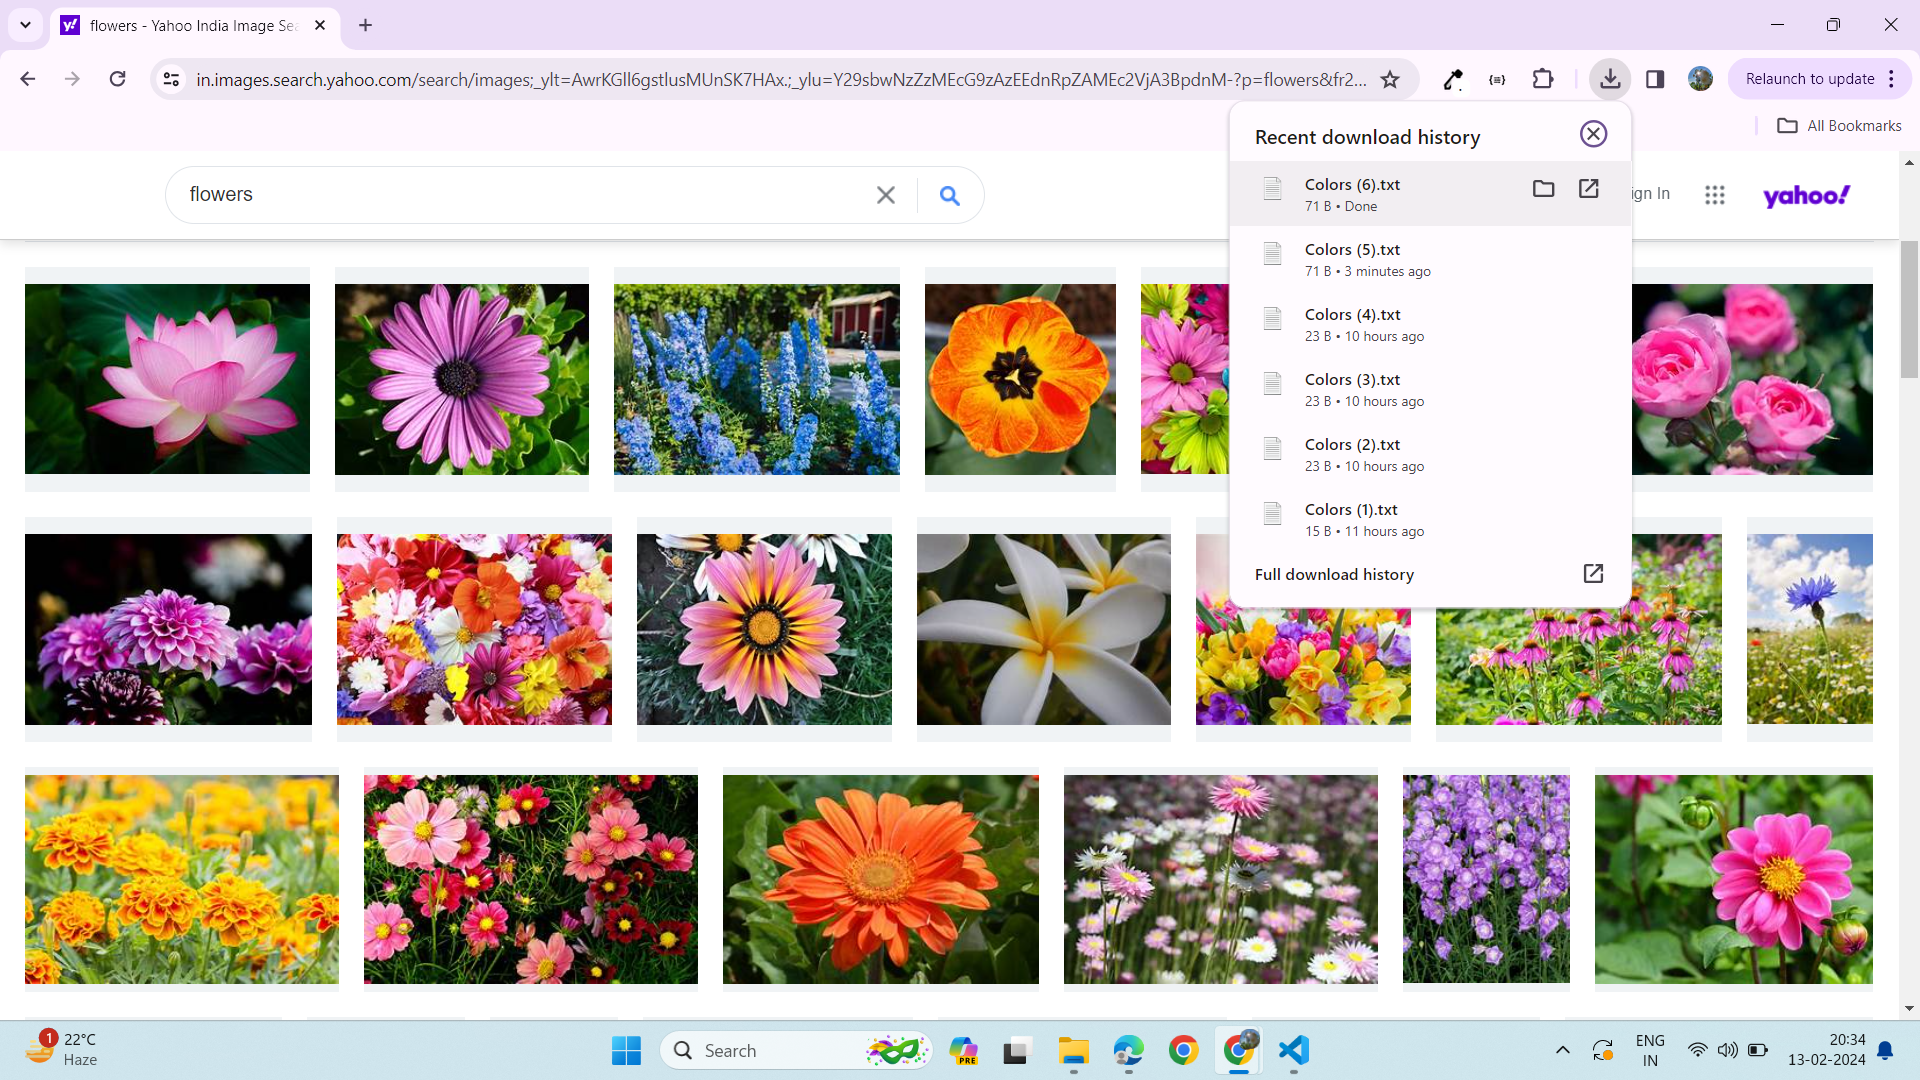 flowers - Yahoo India Image Sea
in.images.search.yahoo.com/search/images;_ylt=AwrKGll6gstlusMUnSK7HAx.;_ylu=Y29sbwNzZzMEcG9zAzEEdnRpZAMEc2VjA3BpdnM-?p=flowers&fr2...
Relaunch to update
All Bookmarks
flowers
ign In
yahoo!
Recent download history
Colors (6).txt
71 B • Done
Colors (5).txt
71 B • 3 minutes ago
Colors (4).txt
23 B • 10 hours ago
Colors (3).txt
23 B • 10 hours ago
Colors (2).txt
23 B • 10 hours ago
Colors (1).txt
15 B • 11 hours ago
Full download history
1
22°C
Haze
Search
PRE
ENG
IN
20:34
13-02-2024